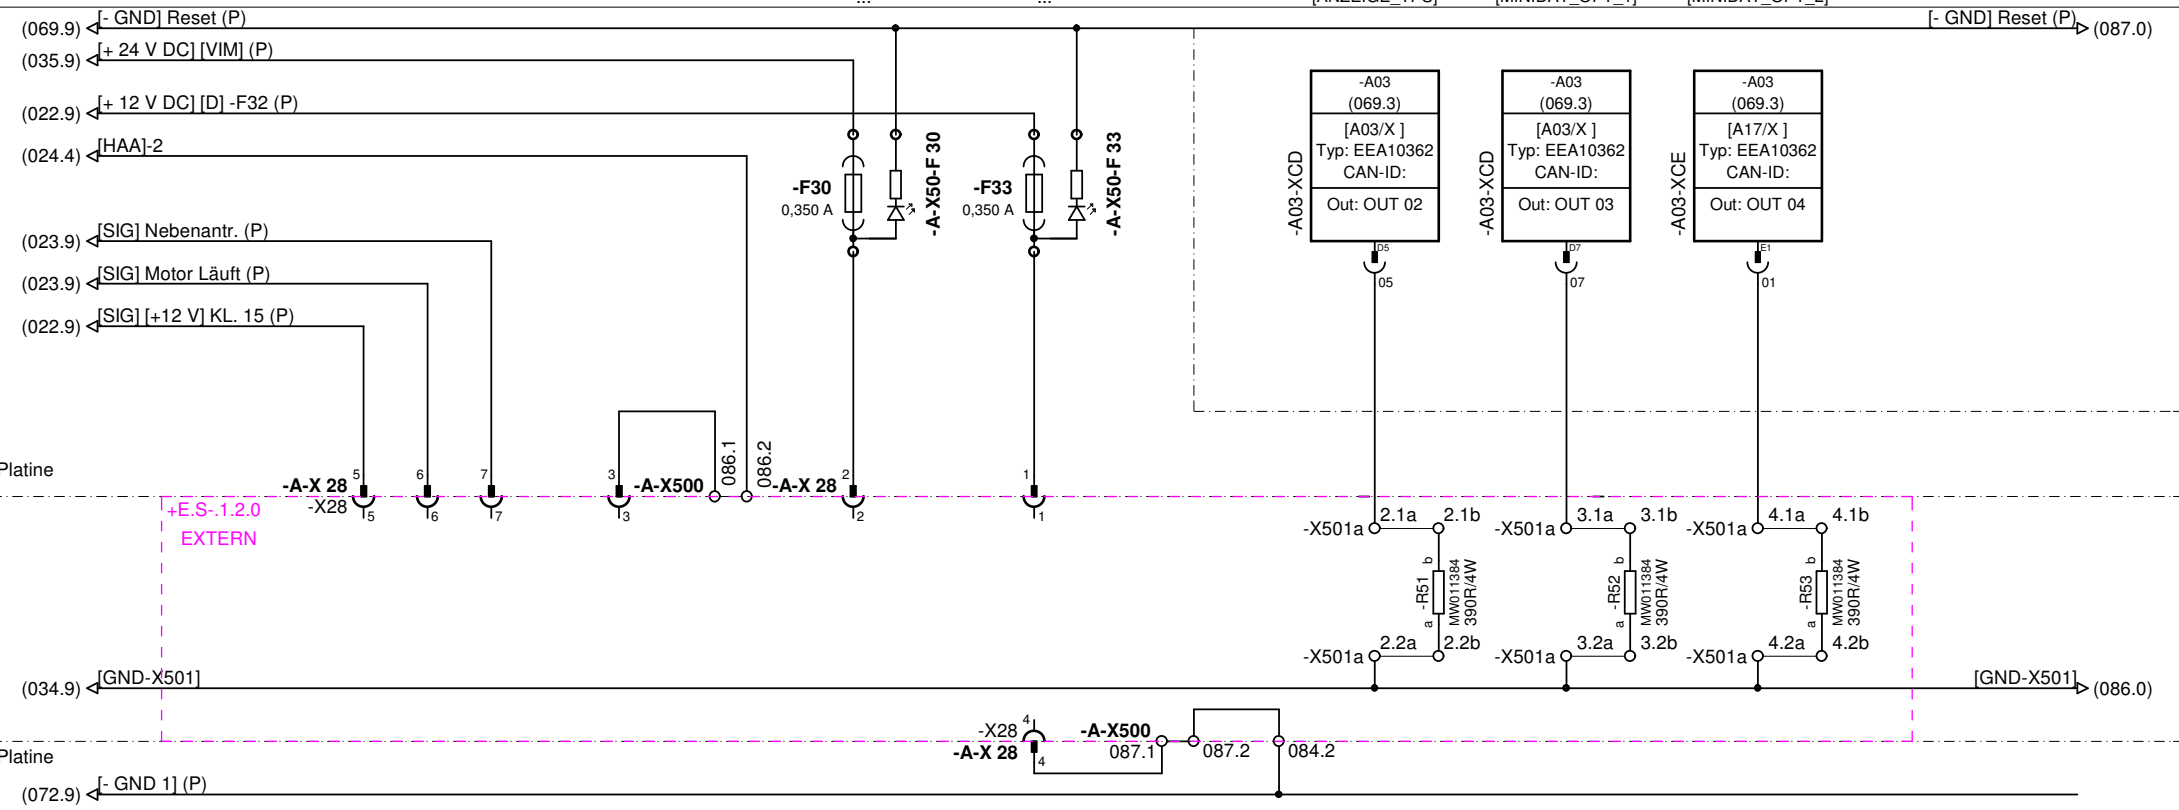 ... ...
[- GND] Reset (P) [- GND] Reset (P)
(069.9) (087.0)
[+ 24 V DC] [VIM] (P)
(035.9)
[+ 12 V DC] [D] -F32 (P)
(022.9)
[HAA]-2
(024.4)
[SIG] Nebenantr. (P)
(023.9)
[SIG] Motor Läuft (P)
(023.9)
[SIG] [+12 V] KL. 15 (P)
(022.9)
-F30
0,350 A
-A-X50-F 30
-F33
0,350 A
-A-X50-F 33
-A03-XCD
-A03
(069.3)
[A03/X ]
Typ: EEA10362
CAN-ID:
Out: OUT 02
D5
05
-A03-XCD
-A03
(069.3)
[A03/X ]
Typ: EEA10362
CAN-ID:
Out: OUT 03
D7
07
-A03-XCE
-A03
(069.3)
[A17/X ]
Typ: EEA10362
CAN-ID:
Out: OUT 04
E1
01
Platine
-A-X 28 5 6 7 3 -A-X500 086.1 086.2 -A-X 28 2 1
-X28 5 6 7 3 2 1
+E.S-.1.2.0
EXTERN
-X501a 2.1a 2.1b
b
-R51
a
MW011384
390R/4W
-X501a 2.2a 2.2b
-X501a 3.1a 3.1b
b
-R52
a
MW011384
390R/4W
-X501a 3.2a 3.2b
-X501a 4.1a 4.1b
b
-R53
a
MW011384
390R/4W
-X501a 4.2a 4.2b
[GND-X501] [GND-X501]
(034.9) (086.0)
-X28 4 -A-X500
-A-X 28 4 087.1 087.2 084.2
Platine
[- GND 1] (P)
(072.9)